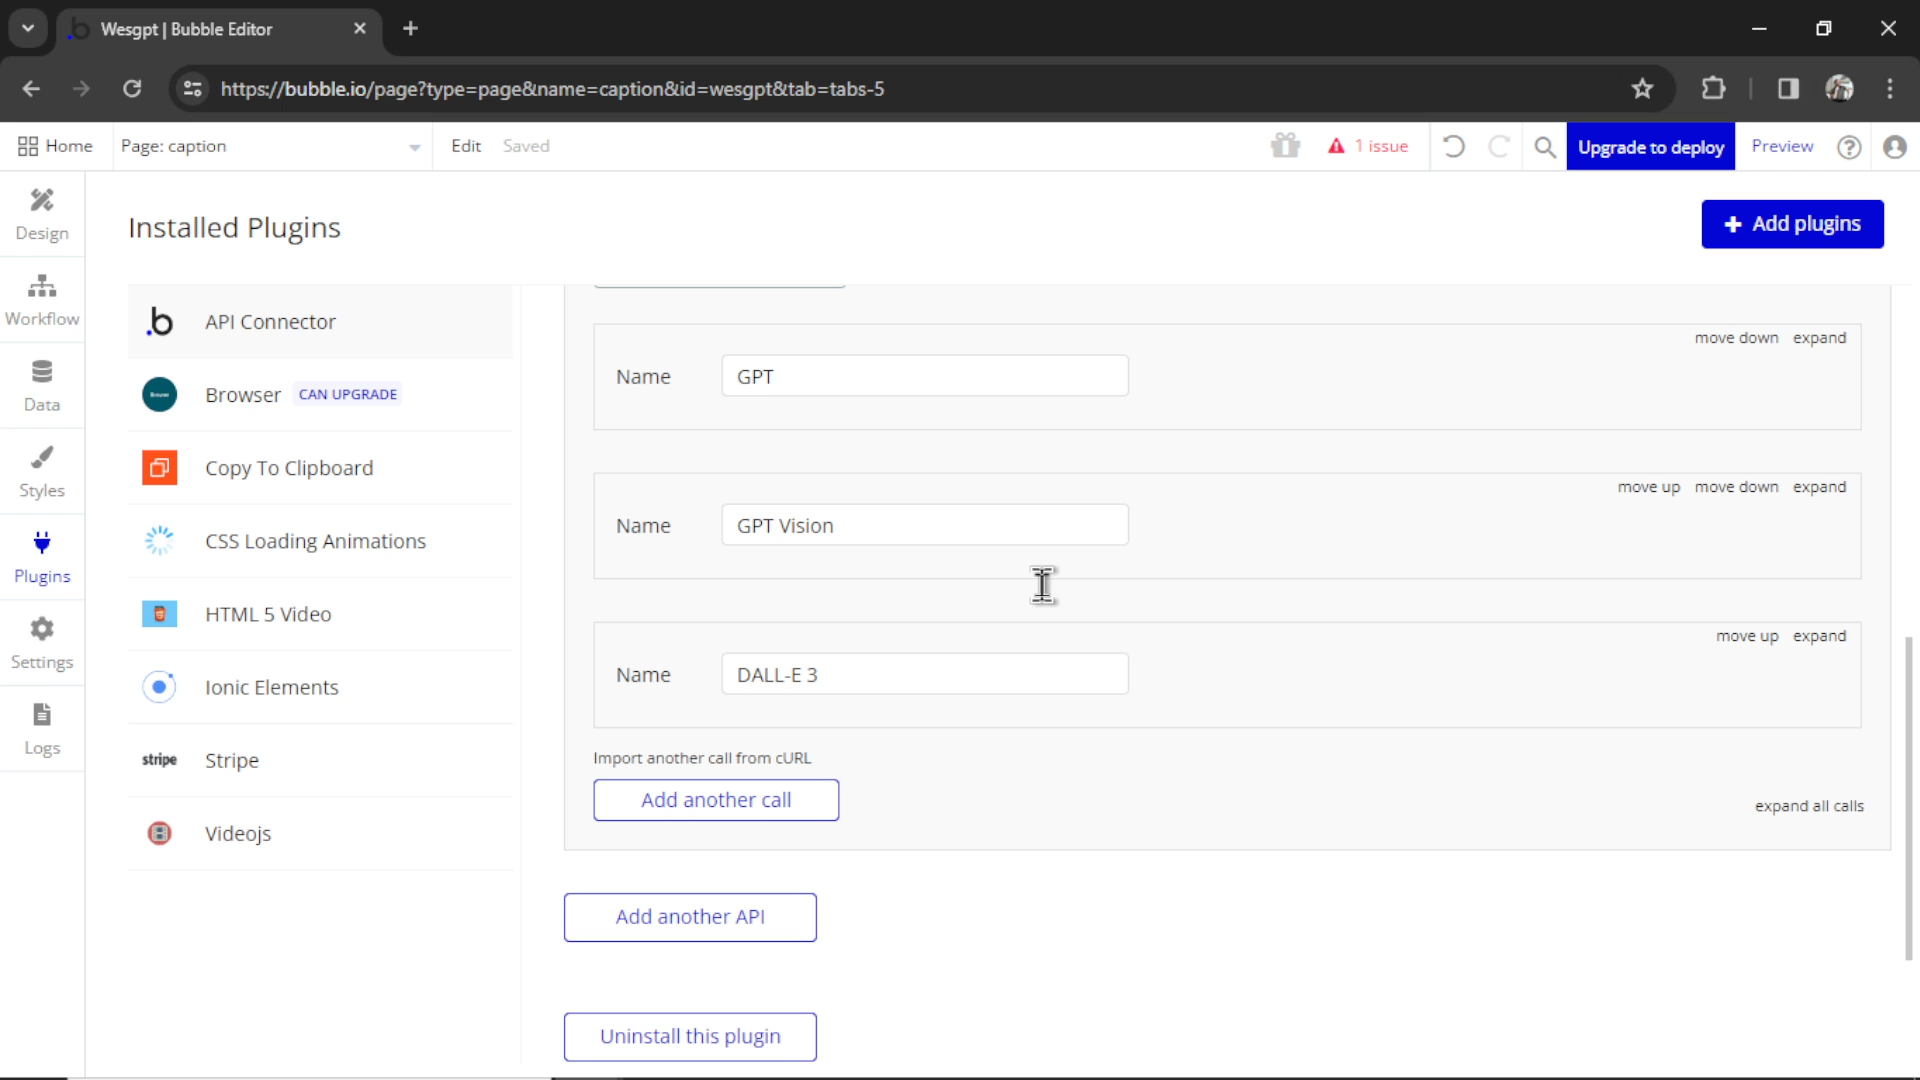 Wesgpt | Bubble Editor
https://bubble.io/page?type=page&name=caption&id=wesgpt&tab=tabs-5
Home
Page: caption
Edit
Saved
1 issue
Upgrade to deploy
Preview
Design
Workflow
Data
Styles
Plugins
Settings
Logs
Installed Plugins
+ Add plugins
API Connector
Browser CAN UPGRADE
Copy To Clipboard
CSS Loading Animations
HTML 5 Video
Ionic Elements
stripe Stripe
Videojs
move down expand
Name GPT
move up move down expand
Name GPT Vision
move up expand
Name DALL-E 3
Import another call from cURL
Add another call
expand all calls
Add another API
Uninstall this plugin